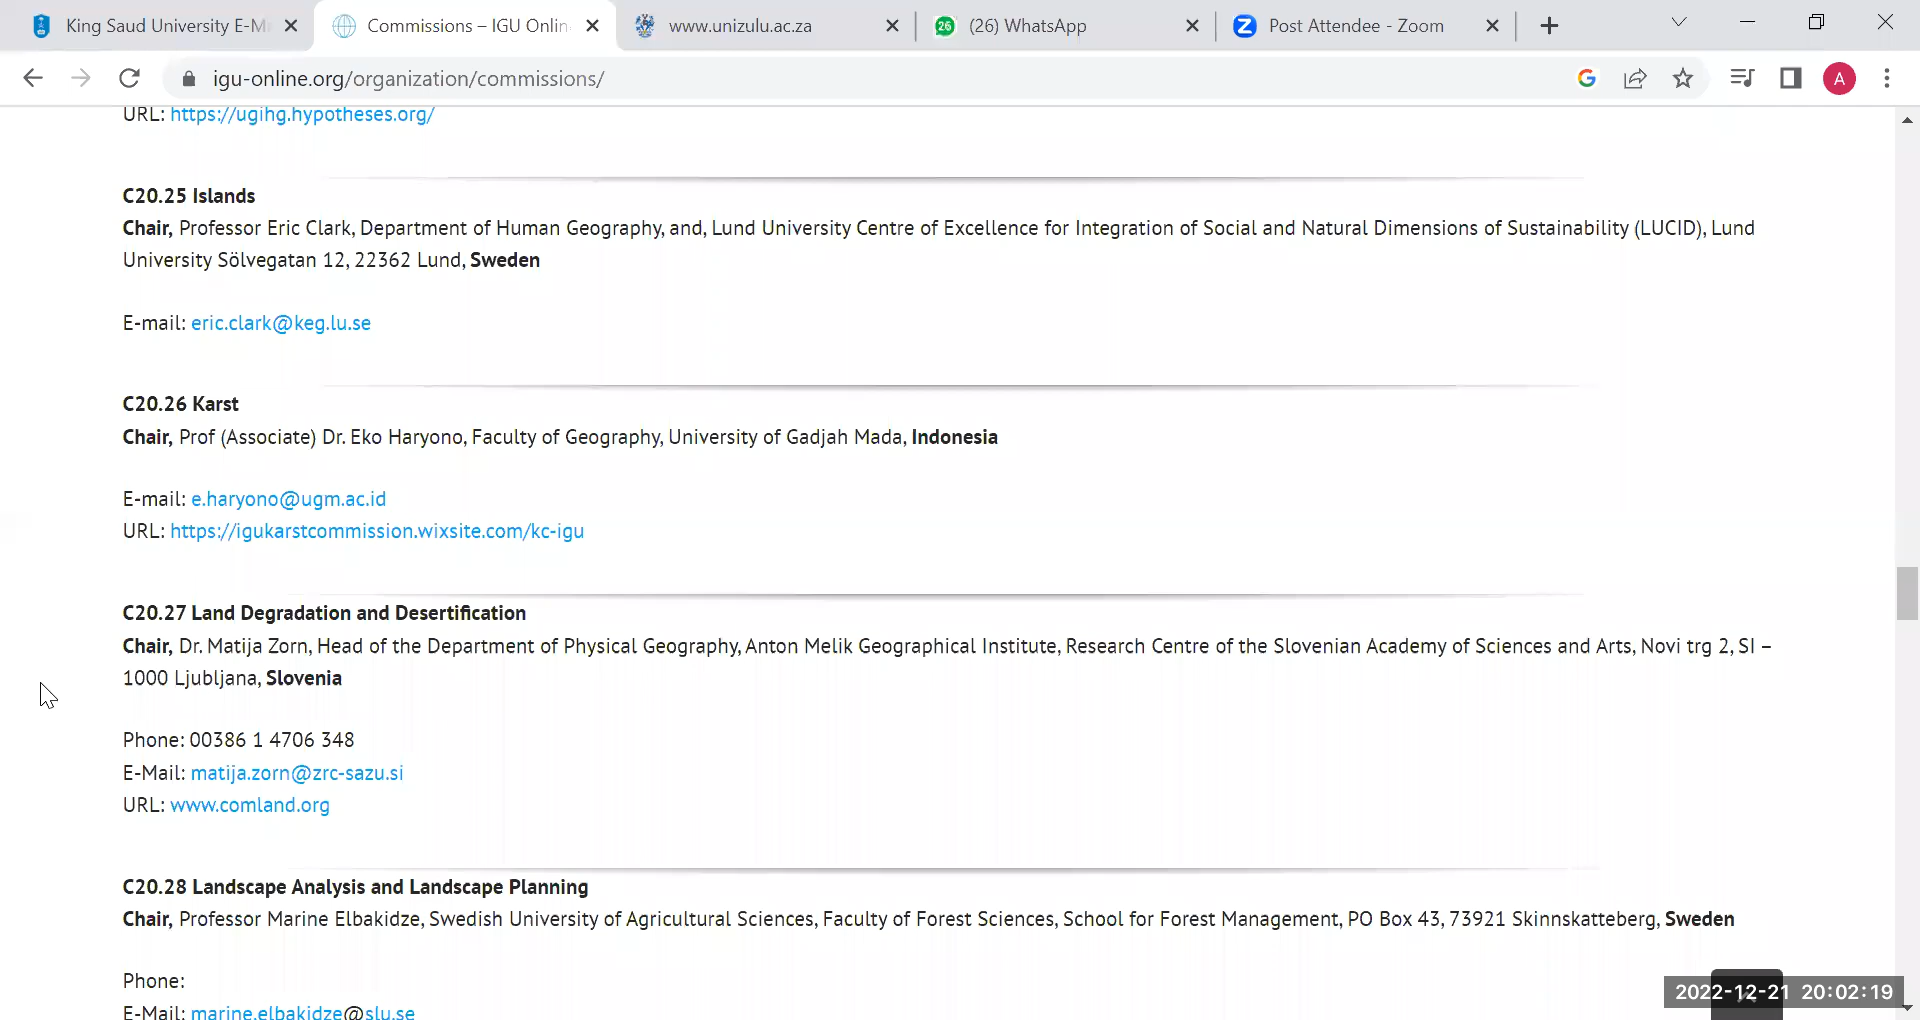 King Saud University E-M
Commissions – IGU Onlin
www.unizulu.ac.za
26
(26) WhatsApp
Z
Post Attendee - Zoom
igu-online.org/organization/commissions/
G
A
URL: https://ugihg.hypotheses.org/
C20.25 Islands
Chair, Professor Eric Clark, Department of Human Geography, and, Lund University Centre of Excellence for Integration of Social and Natural Dimensions of Sustainability (LUCID), Lund
University Sölvegatan 12, 22362 Lund, Sweden
E-mail: eric.clark@keg.lu.se
C20.26 Karst
Chair, Prof (Associate) Dr. Eko Haryono, Faculty of Geography, University of Gadjah Mada, Indonesia
E-mail: e.haryono@ugm.ac.id
URL: https://igukarstcommission.wixsite.com/kc-igu
C20.27 Land Degradation and Desertification
Chair, Dr. Matija Zorn, Head of the Department of Physical Geography, Anton Melik Geographical Institute, Research Centre of the Slovenian Academy of Sciences and Arts, Novi trg 2, SI –
1000 Ljubljana, Slovenia
Phone: 00386 1 4706 348
E-Mail: matija.zorn@zrc-sazu.si
URL: www.comland.org
C20.28 Landscape Analysis and Landscape Planning
Chair, Professor Marine Elbakidze, Swedish University of Agricultural Sciences, Faculty of Forest Sciences, School for Forest Management, PO Box 43, 73921 Skinnskatteberg, Sweden
Phone:
E-Mail: marine.elbakidze@slu.se
2022-12-21 20:02:19